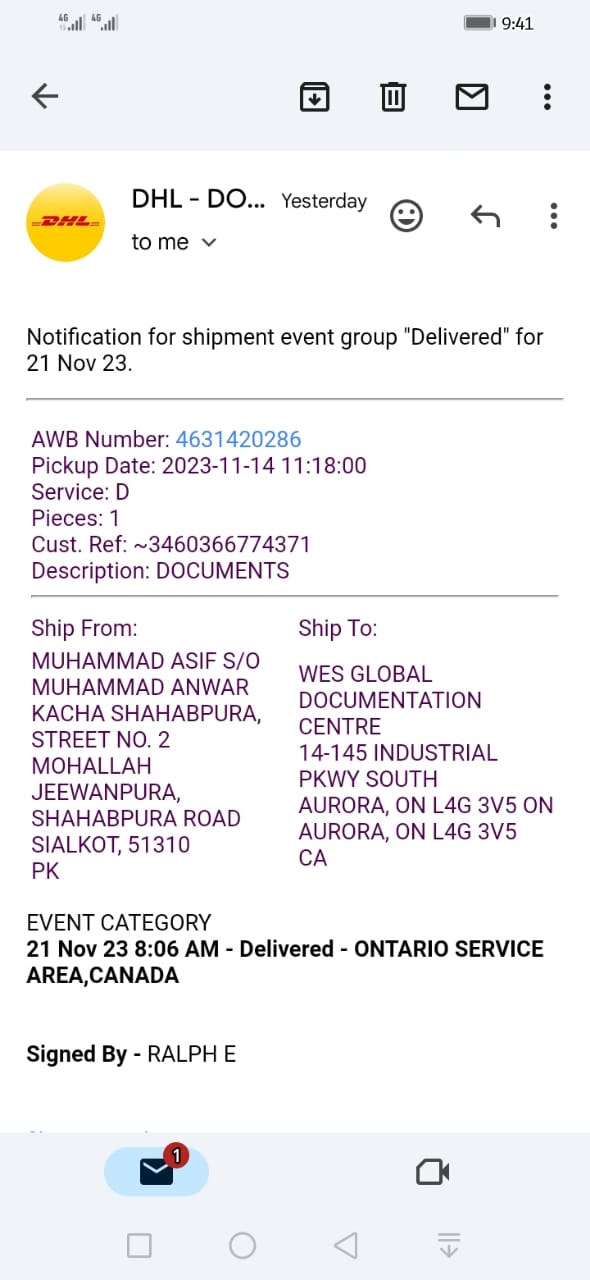 4G 4G 9:41
DHL
DHL - DO... Yesterday
to me
Notification for shipment event group "Delivered" for
21 Nov 23.
AWB Number: 4631420286
Pickup Date: 2023-11-14 11:18:00
Service: D
Pieces: 1
Cust. Ref: ~3460366774371
Description: DOCUMENTS
Ship From:
MUHAMMAD ASIF S/O
MUHAMMAD ANWAR
KACHA SHAHABPURA,
STREET NO. 2
MOHALLAH
JEEWANPURA,
SHAHABPURA ROAD
SIALKOT, 51310
PK
Ship To:
WES GLOBAL
DOCUMENTATION
CENTRE
14-145 INDUSTRIAL
PKWY SOUTH
AURORA, ON L4G 3V5 ON
AURORA, ON L4G 3V5
CA
EVENT CATEGORY
21 Nov 23 8:06 AM - Delivered - ONTARIO SERVICE
AREA,CANADA
Signed By - RALPH E
1